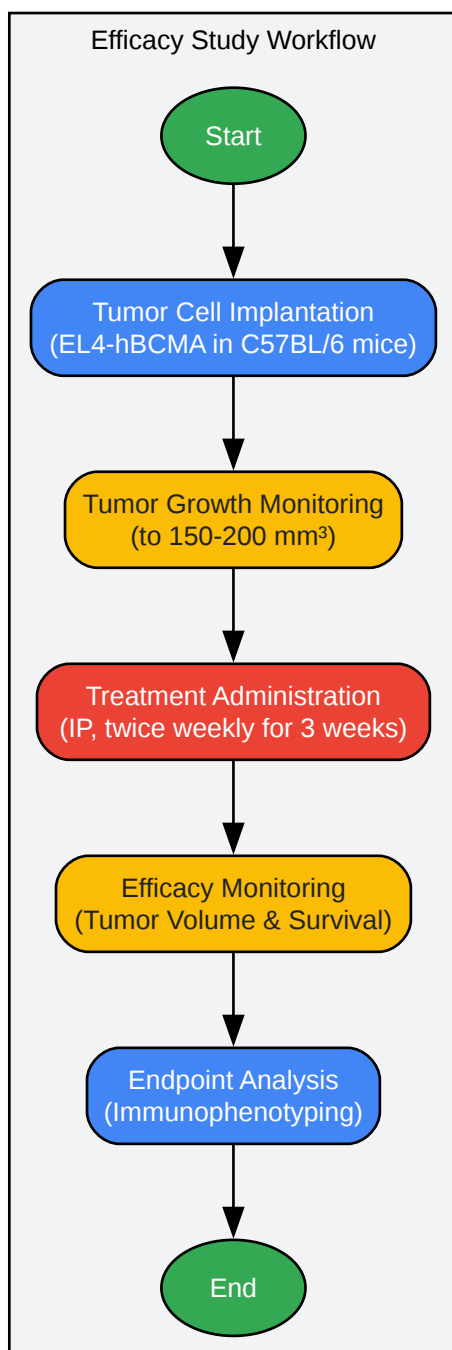 Efficacy Study Workflow
Start
Tumor Cell Implantation
(EL4-hBCMA in C57BL/6 mice)
Tumor Growth Monitoring
(to 150-200 mm³)
Treatment Administration
(IP, twice weekly for 3 weeks)
Efficacy Monitoring
(Tumor Volume & Survival)
Endpoint Analysis
(Immunophenotyping)
End